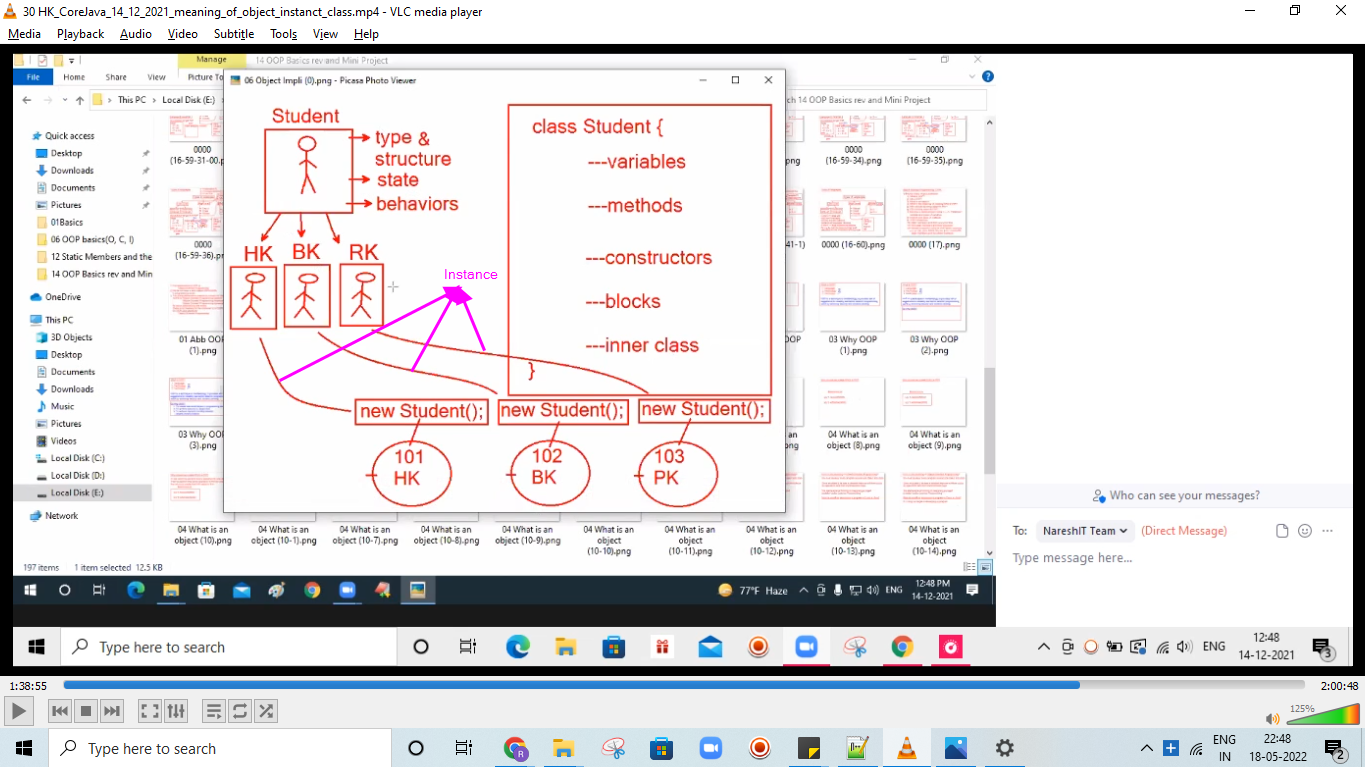 30 HK_CoreJava_14_12_2021_meaning_of_object_instanct_class.mp4 - VLC media player
Media Playback Audio Video Subtitle Tools View Help
Manage
14 OOP Basics rev and Mini Project
File Home Share View Picture To
This PC > Local Disk (E:)
ch 14 OOP Basics rev and Mini Project
06 Object Impli (0).png - Picasa Photo Viewer
Quick access
Desktop
Downloads
Documents
Pictures
01Basics
06 OOP basics(O, C, I)
12 Static Members and the
14 OOP Basics rev and Min
OneDrive
This PC
3D Objects
Desktop
Documents
Downloads
Music
Pictures
Videos
Local Disk (C:)
Local Disk (D:)
Local Disk (E:)
Network
0000
(16-59-31-00.
0000
(16-59-36).
01 Abb OOP
(1).png
03 Why OOP
(3).png
Student
type &
structure
state
behaviors
HK BK RK
Instance
class Student {
---variables
---methods
---constructors
---blocks
---inner class
}
new Student(); new Student(); new Student();
101
HK
102
BK
103
PK
png
0000
(16-59-34).png
0000
(16-59-35).png
41-1)
0000 (16-60).png
0000 (17).png
OOP
03 Why OOP
(1).png
03 Why OOP
(2).png
is an
png
04 What is an
object (8).png
04 What is an
object (9).png
04 What is an
object (10).png
04 What is an
object (10-1).png
04 What is an
object (10-7).png
04 What is an
object (10-8).png
04 What is an
object (10-9).png
04 What is an
object
(10-10).png
04 What is an
object
(10-11).png
04 What is an
object
(10-12).png
04 What is an
object
(10-13).png
04 What is an
object
(10-14).png
197 items 1 item selected 12.5 KB
77°F Haze
ENG
12:48 PM
14-12-2021
Who can see your messages?
To: NareshIT Team (Direct Message)
Type message here...
Type here to search
ENG
12:48
14-12-2021
3
1:38:55
2:00:48
125%
Type here to search
R
ENG
IN
22:48
18-05-2022
2